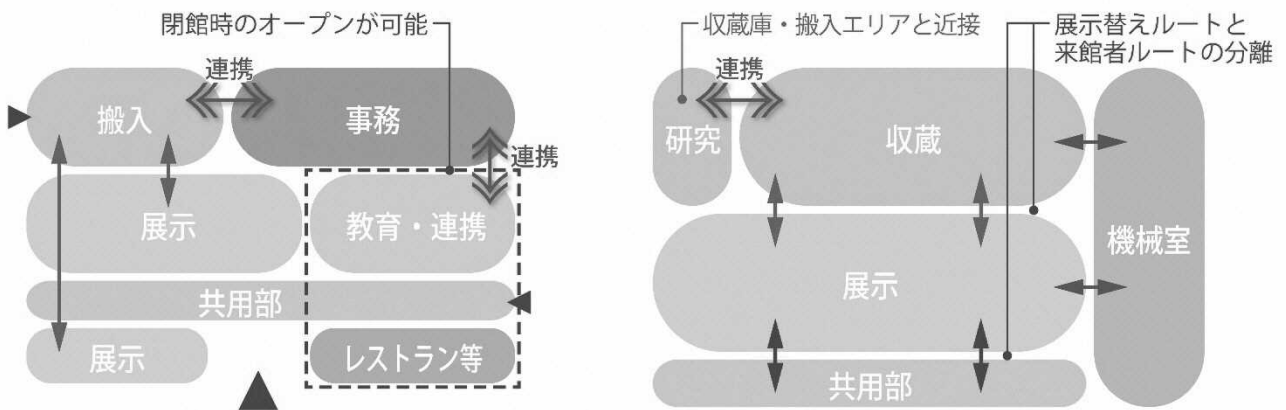 閉館時のオープンが可能
連携
搬入
事務
連携
展示
教育・連携
共用部
展示
レストラン等
収蔵庫・搬入エリアと近接
展示替えルートと
来館者ルートの分離
連携
研究
収蔵
機械室
展示
共用部